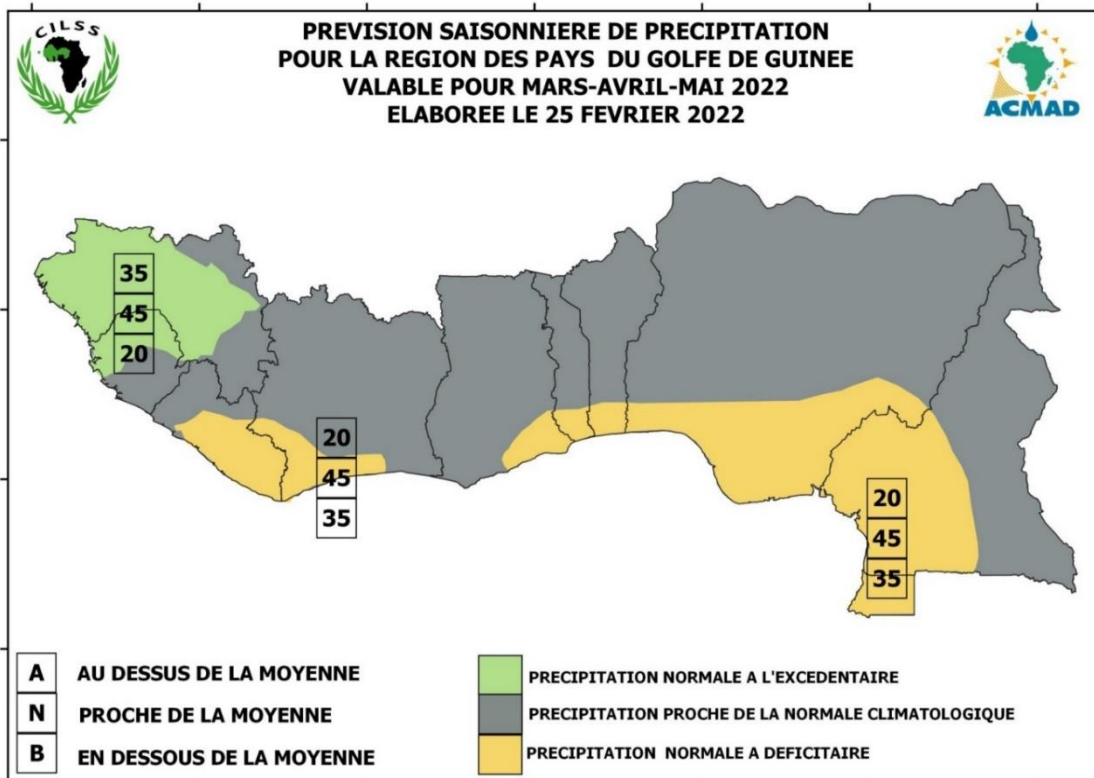 CILSS
PREVISION SAISONNIERE DE PRECIPITATION
POUR LA REGION DES PAYS DU GOLFE DE GUINEE
VALABLE POUR MARS-AVRIL-MAI 2022
ELABOREE LE 25 FEVRIER 2022
ACMAD
35
45
20
20
45
35
20
45
35
A AU DESSUS DE LA MOYENNE
N PROCHE DE LA MOYENNE
B EN DESSOUS DE LA MOYENNE
PRECIPITATION NORMALE A L'EXCEDENTAIRE
PRECIPITATION PROCHE DE LA NORMALE CLIMATOLOGIQUE
PRECIPITATION NORMALE A DEFICITAIRE